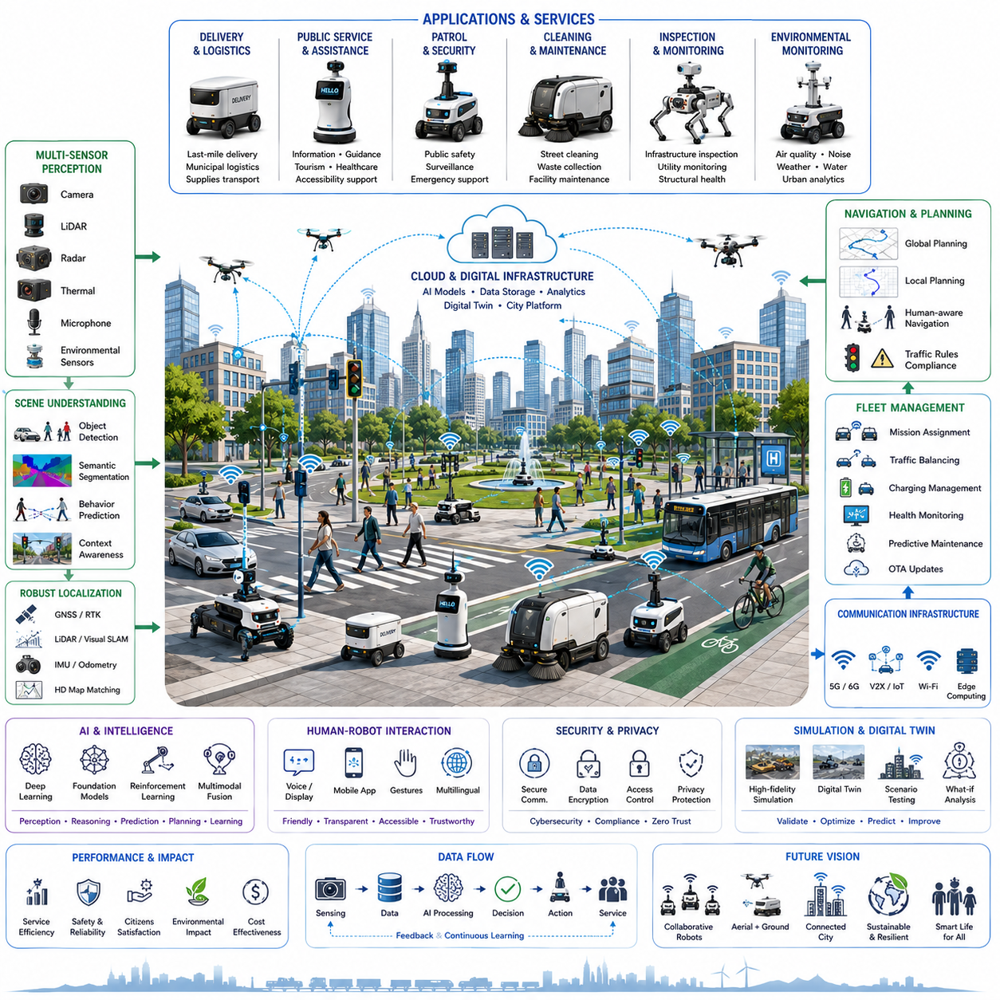 APPLICATIONS & SERVICES
DELIVERY
& LOGISTICS
DELIVERY
Last-mile delivery
Municipal logistics
Supplies transport
PUBLIC SERVICE
& ASSISTANCE
HELLO
Information • Guidance
Tourism • Healthcare
Accessibility support
PATROL
& SECURITY
Public safety
Surveillance
Emergency support
CLEANING
& MAINTENANCE
Street cleaning
Waste collection
Facility maintenance
INSPECTION
& MONITORING
Infrastructure inspection
Utility monitoring
Structural health
ENVIRONMENTAL
MONITORING
Air quality • Noise
Weather • Water
Urban analytics
MULTI-SENSOR
PERCEPTION
Camera
LiDAR
Radar
Thermal
Microphone
Environmental
Sensors
SCENE UNDERSTANDING
Object
Detection
Semantic
Segmentation
Behavior
Prediction
Context
Awareness
ROBUST LOCALIZATION
GNSS / RTK
LiDAR / Visual SLAM
IMU / Odometry
HD Map Matching
CLOUD & DIGITAL INFRASTRUCTURE
AI Models • Data Storage • Analytics
Digital Twin • City Platform
H
HELLO
DELIVERY
NAVIGATION & PLANNING
Global Planning
Local Planning
Human-aware
Navigation
Traffic Rules
Compliance
FLEET MANAGEMENT
Mission Assignment
Traffic Balancing
Charging Management
Health Monitoring
Predictive Maintenance
OTA Updates
COMMUNICATION INFRASTRUCTURE
5G / 6G
V2X / IoT
Wi-Fi
Edge
Computing
AI & INTELLIGENCE
Deep
Learning
Foundation
Models
Reinforcement
Learning
Multimodal
Fusion
Perception • Reasoning • Prediction • Planning • Learning
HUMAN-ROBOT INTERACTION
Voice /
Display
Mobile App
Gestures
Multilingual
Friendly • Transparent • Accessible • Trustworthy
SECURITY & PRIVACY
Secure
Comm.
Data
Encryption
Access
Control
Privacy
Protection
Cybersecurity • Compliance • Zero Trust
SIMULATION & DIGITAL TWIN
High-fidelity
Simulation
Digital Twin
Scenario
Testing
What-if
Analysis
Validate • Optimize • Predict • Improve
PERFORMANCE & IMPACT
Service
Efficiency
Safety &
Reliability
Citizens
Satisfaction
Environmental
Impact
$
Cost
Effectiveness
DATA FLOW
Sensing
Data
AI Processing
Decision
Action
Service
Feedback & Continuous Learning
FUTURE VISION
Collaborative
Robots
Aerial + Ground
Connected
City
Sustainable
& Resilient
Smart Life
for All